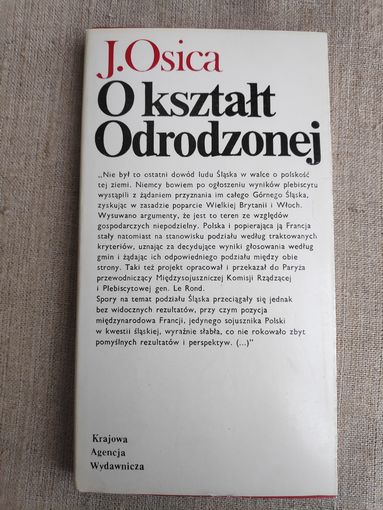 J.Osica
O kształt
Odrodzonej
„Nie był to ostatni dowód ludu Śląska w walce o polskość
tej ziemi. Niemcy bowiem po ogłoszeniu wyników plebiscytu
wystąpili z żądaniem przyznania im całego Górnego Śląska,
zyskując w zasadzie poparcie Wielkiej Brytanii i Włoch.
Wysuwano argumenty, że jest to teren ze względów
gospodarczych niepodzielny. Polska i popierająca ją Francja
stały natomiast na stanowisku podziału według traktowanych
kryteriów, uznając za decydujące wyniki głosowania według
gmin i żądając ich odpowiedniego podziału między obie
strony. Taki też projekt opracował i przekazał do Paryża
przewodniczący Międzysojuszniczej Komisji Rządzącej
i Plebiscytowej gen. Le Rond.
Spory na temat podziału Śląska przeciągały się jednak
bez widocznych rezultatów, przy czym pozycja
międzynarodowa Francji, jedynego sojusznika Polski
w kwestii śląskiej, wyraźnie słabła, co nie rokowało zbyt
pomyślnych rezultatów i perspektyw. (...)”
Krajowa
Agencja
Wydawnicza